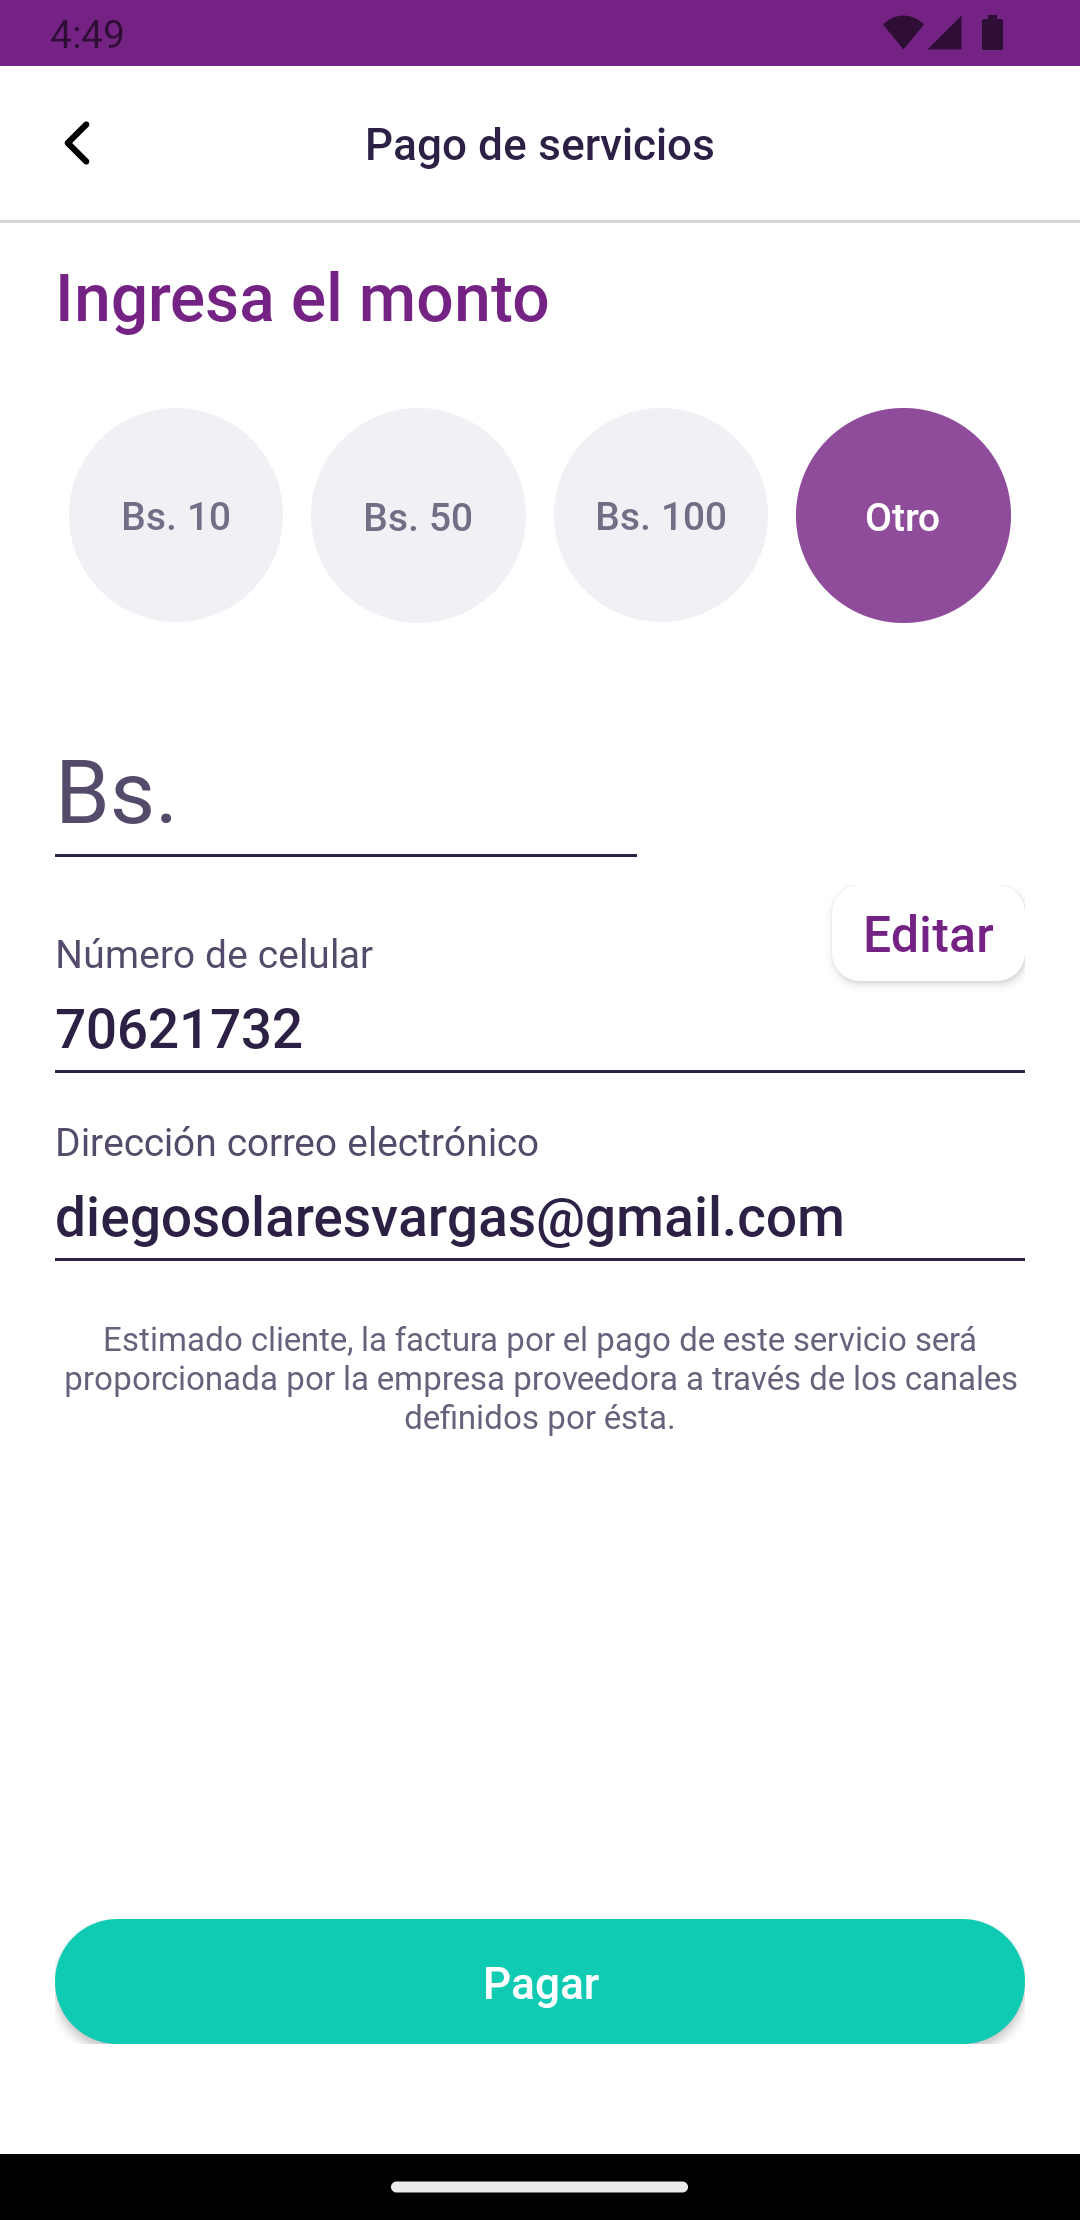 4:49
Pago de servicios
Ingresa el monto
Bs. 10
Bs. 50
Bs. 100
Otro
Bs.
Editar
Número de celular
70621732
Dirección correo electrónico
diegosolaresvargas@gmail.com
Estimado cliente, la factura por el pago de este servicio será
proporcionada por la empresa proveedora a través de los canales
definidos por ésta.
Pagar